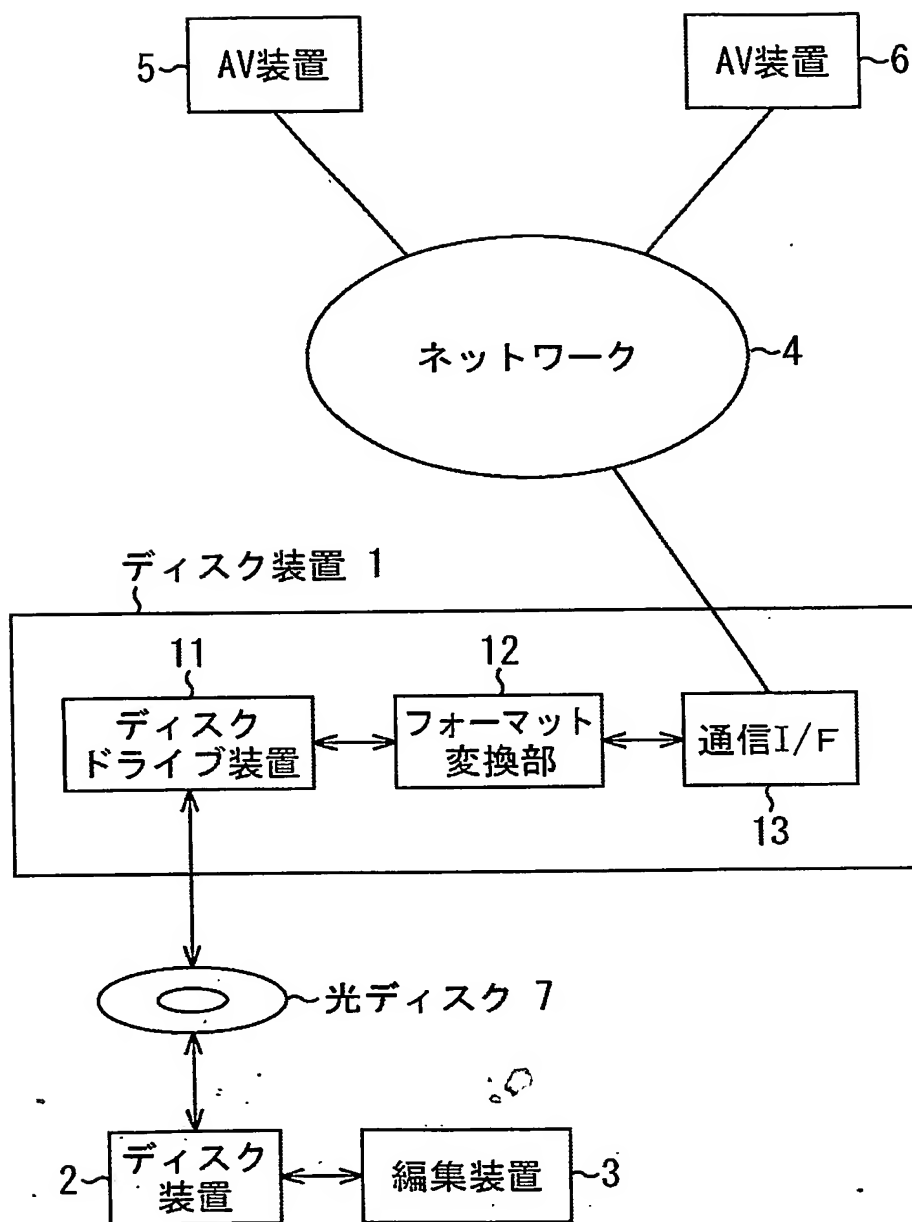 5
AV装置
AV装置
6
ネットワーク
4
ディスク装置 1
11
ディスク
ドライブ装置
12
フォーマット
変換部
通信I/F
13
光ディスク 7
2
ディスク
装置
編集装置
3